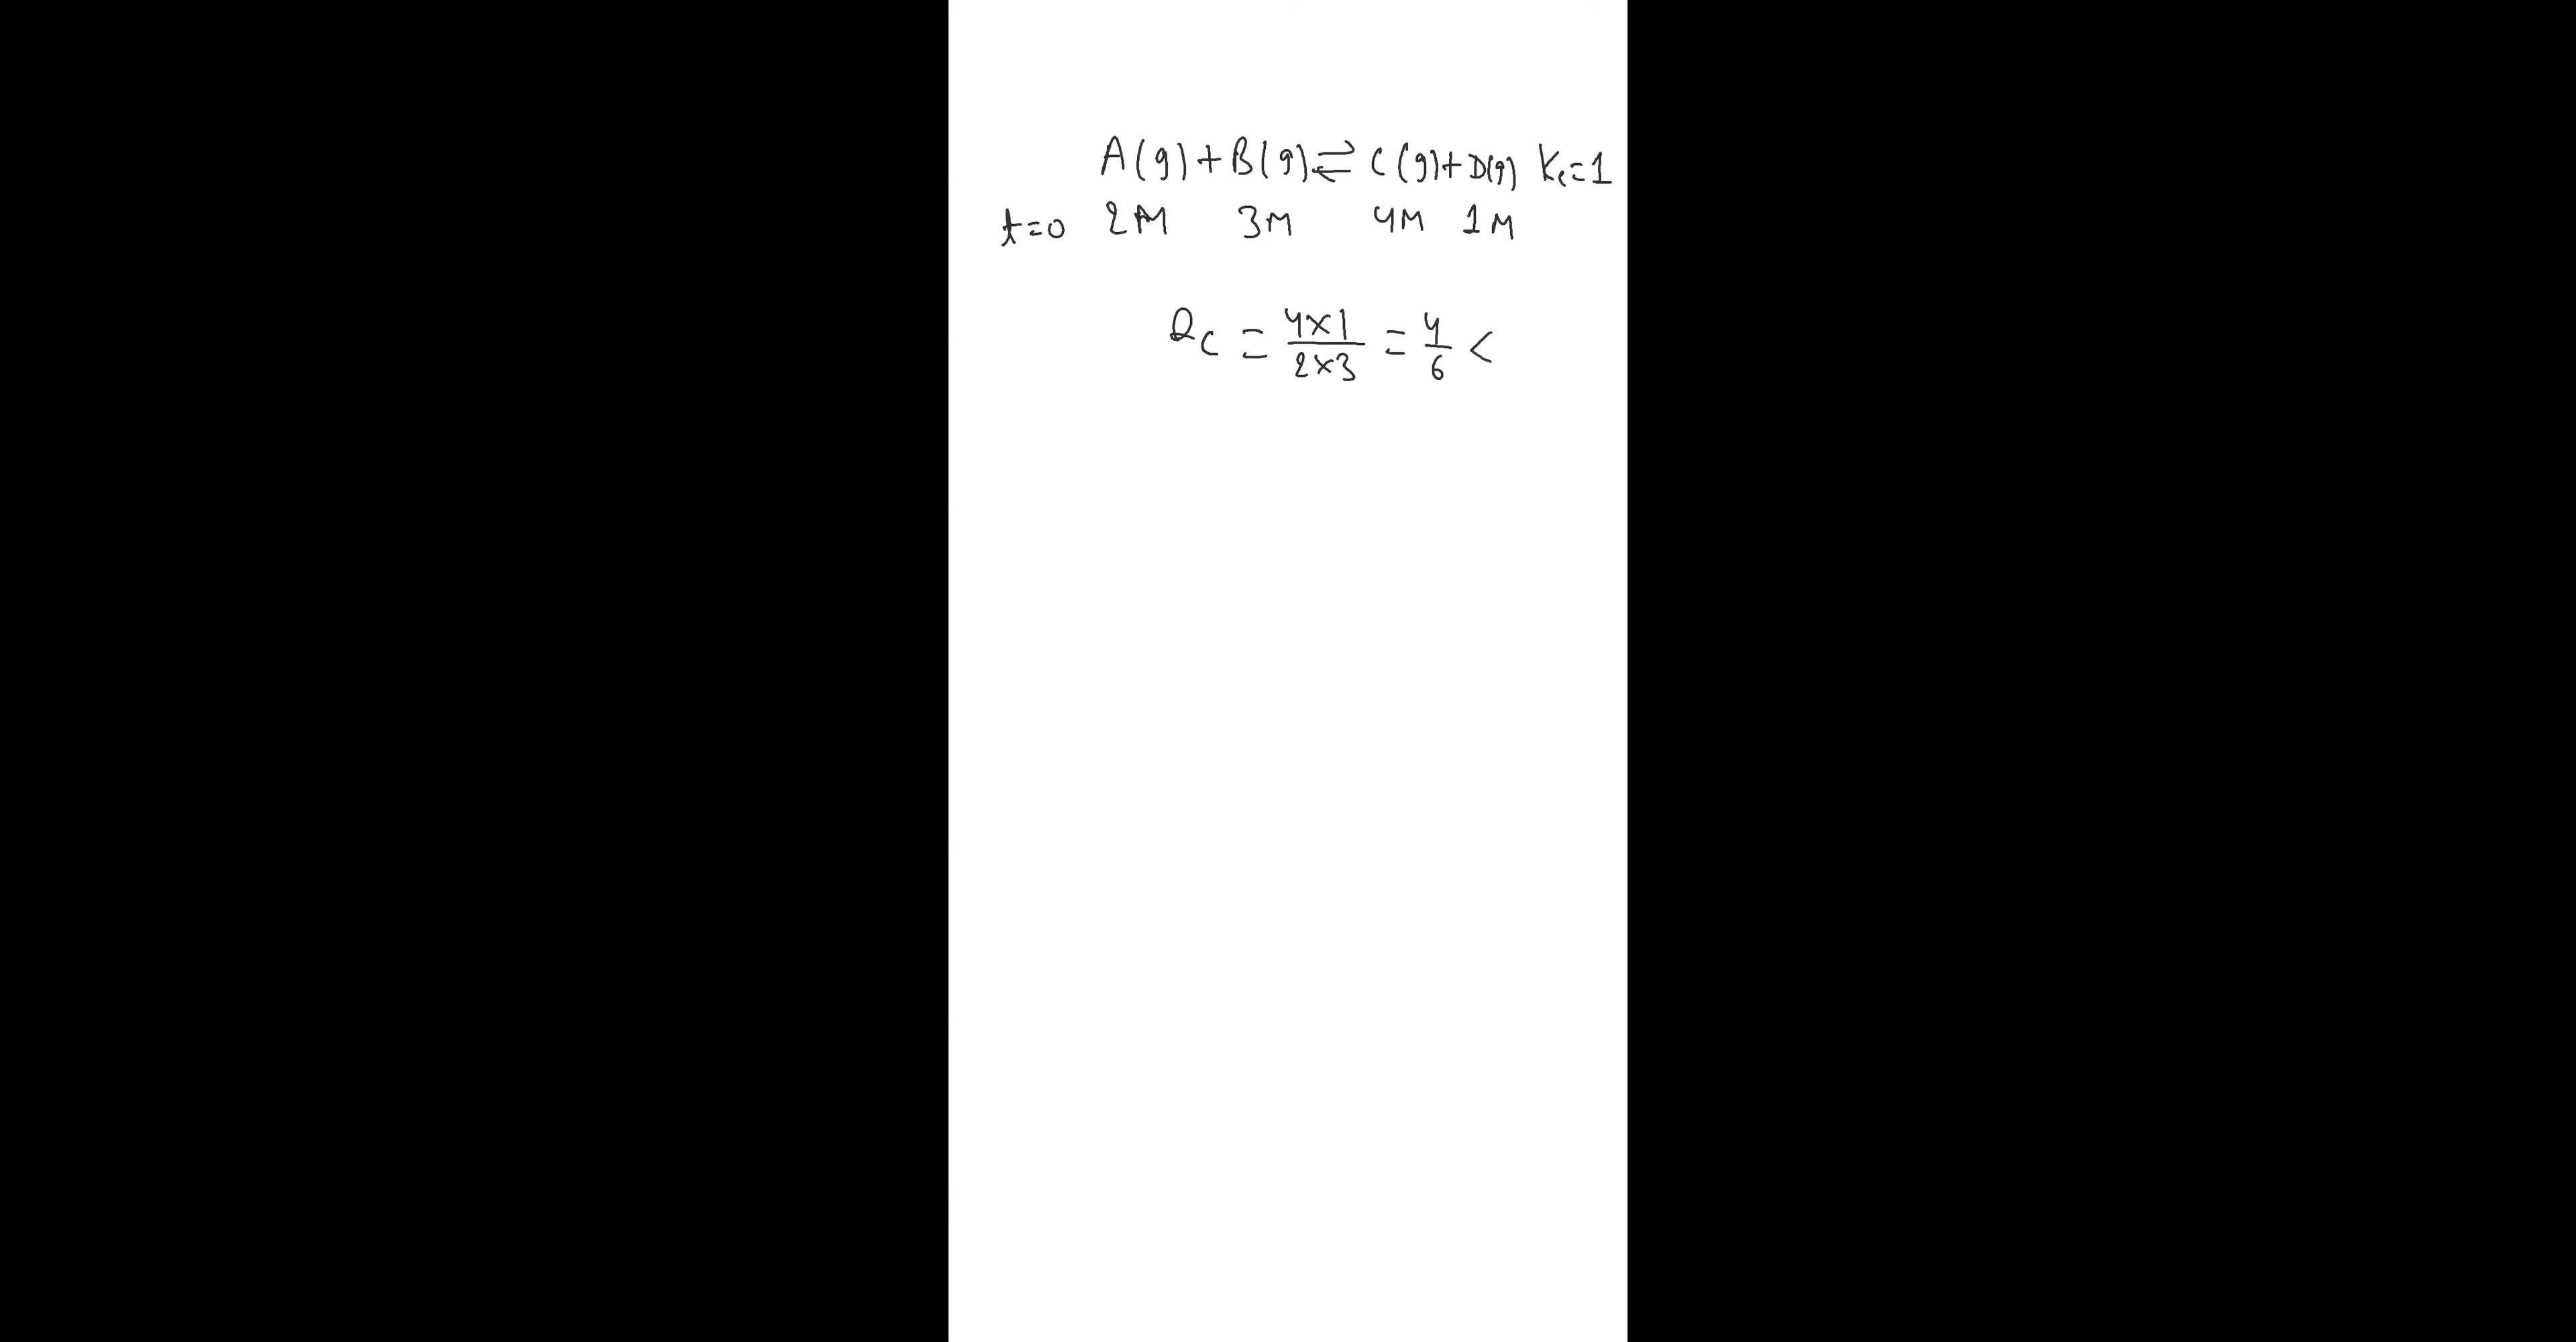 A(g)+B(g)⇌C(g)+D(g) Kc=1
t=0 2M 3M 4M 1M
Qc = 4×1/2×3 = 4/6 <